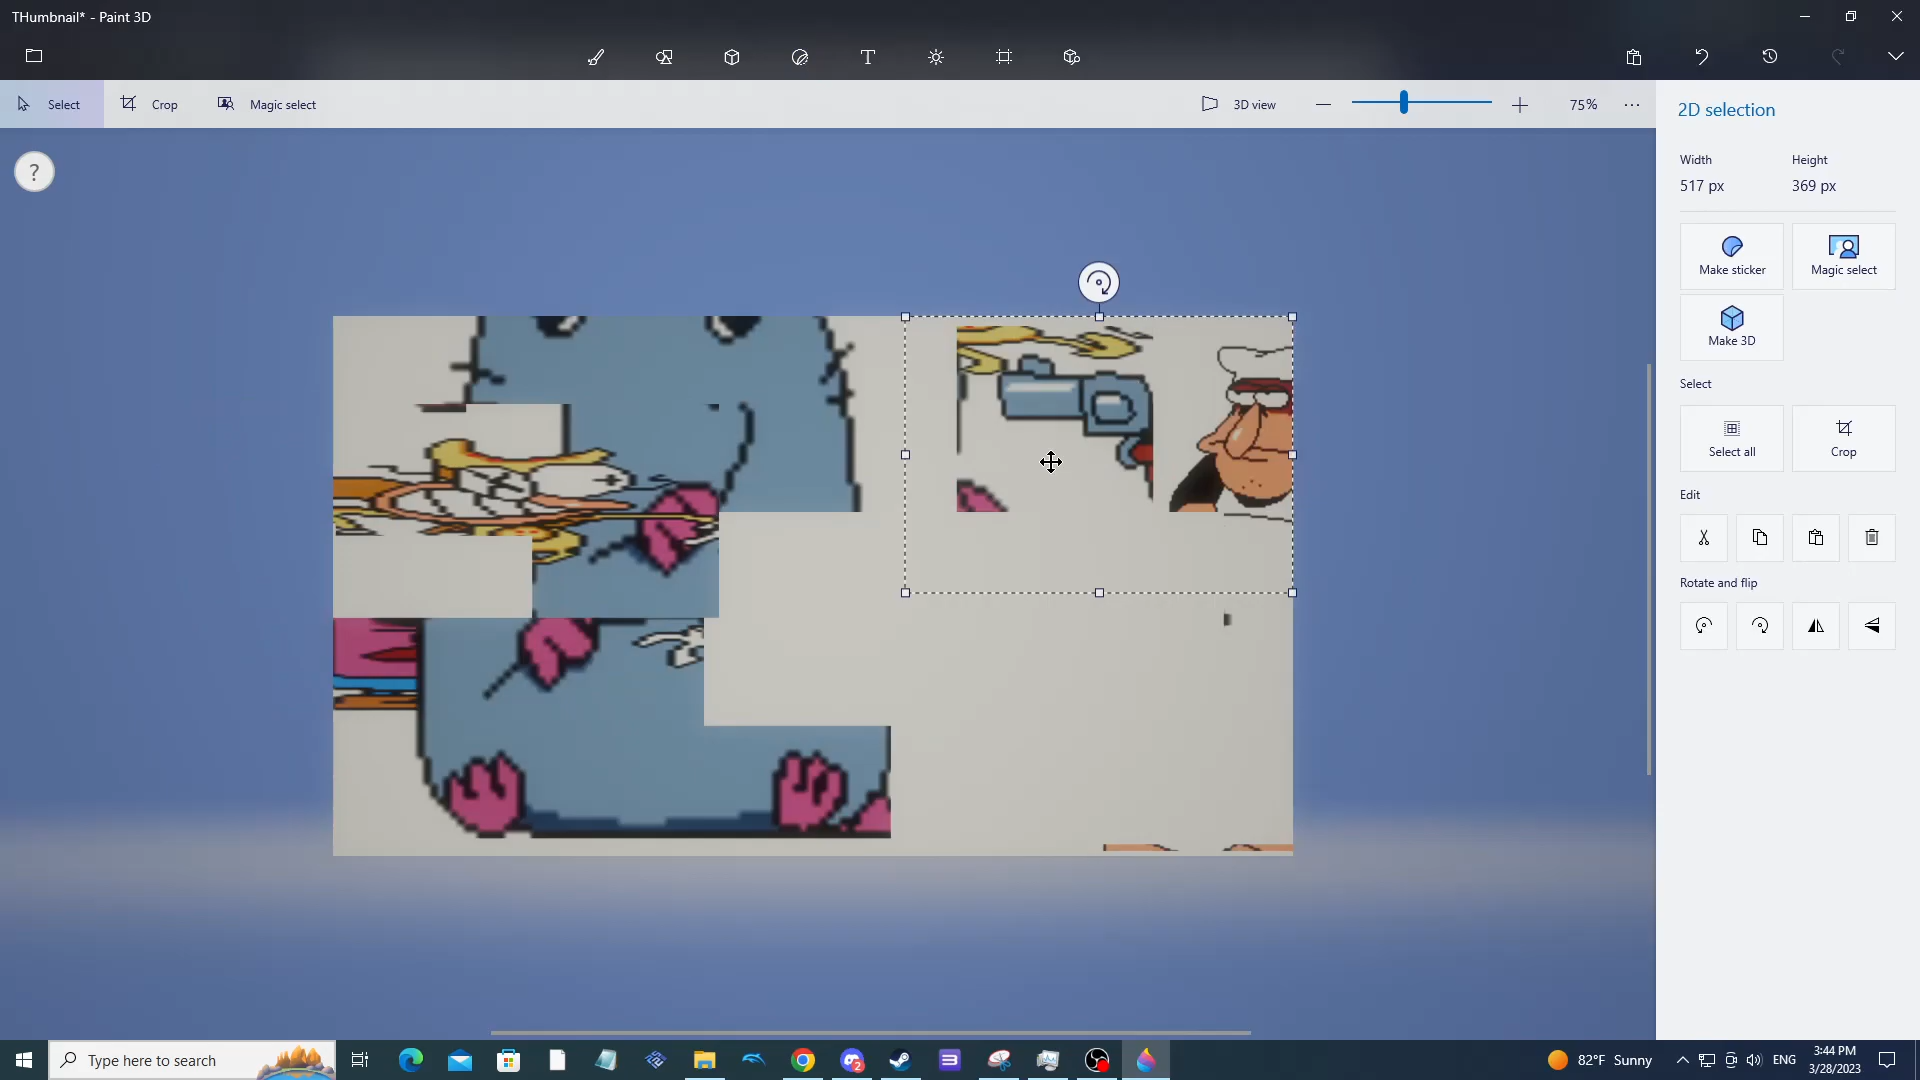 THumbnail* - Paint 3D
Select
Crop
Magic select
3D view
75%
2D selection
?
Width
Height
517 px
369 px
Make sticker
Magic select
Make 3D
Select
Select all
Crop
Edit
Rotate and flip
Type here to search
2
82°F Sunny
ENG
3:44 PM
3/28/2023